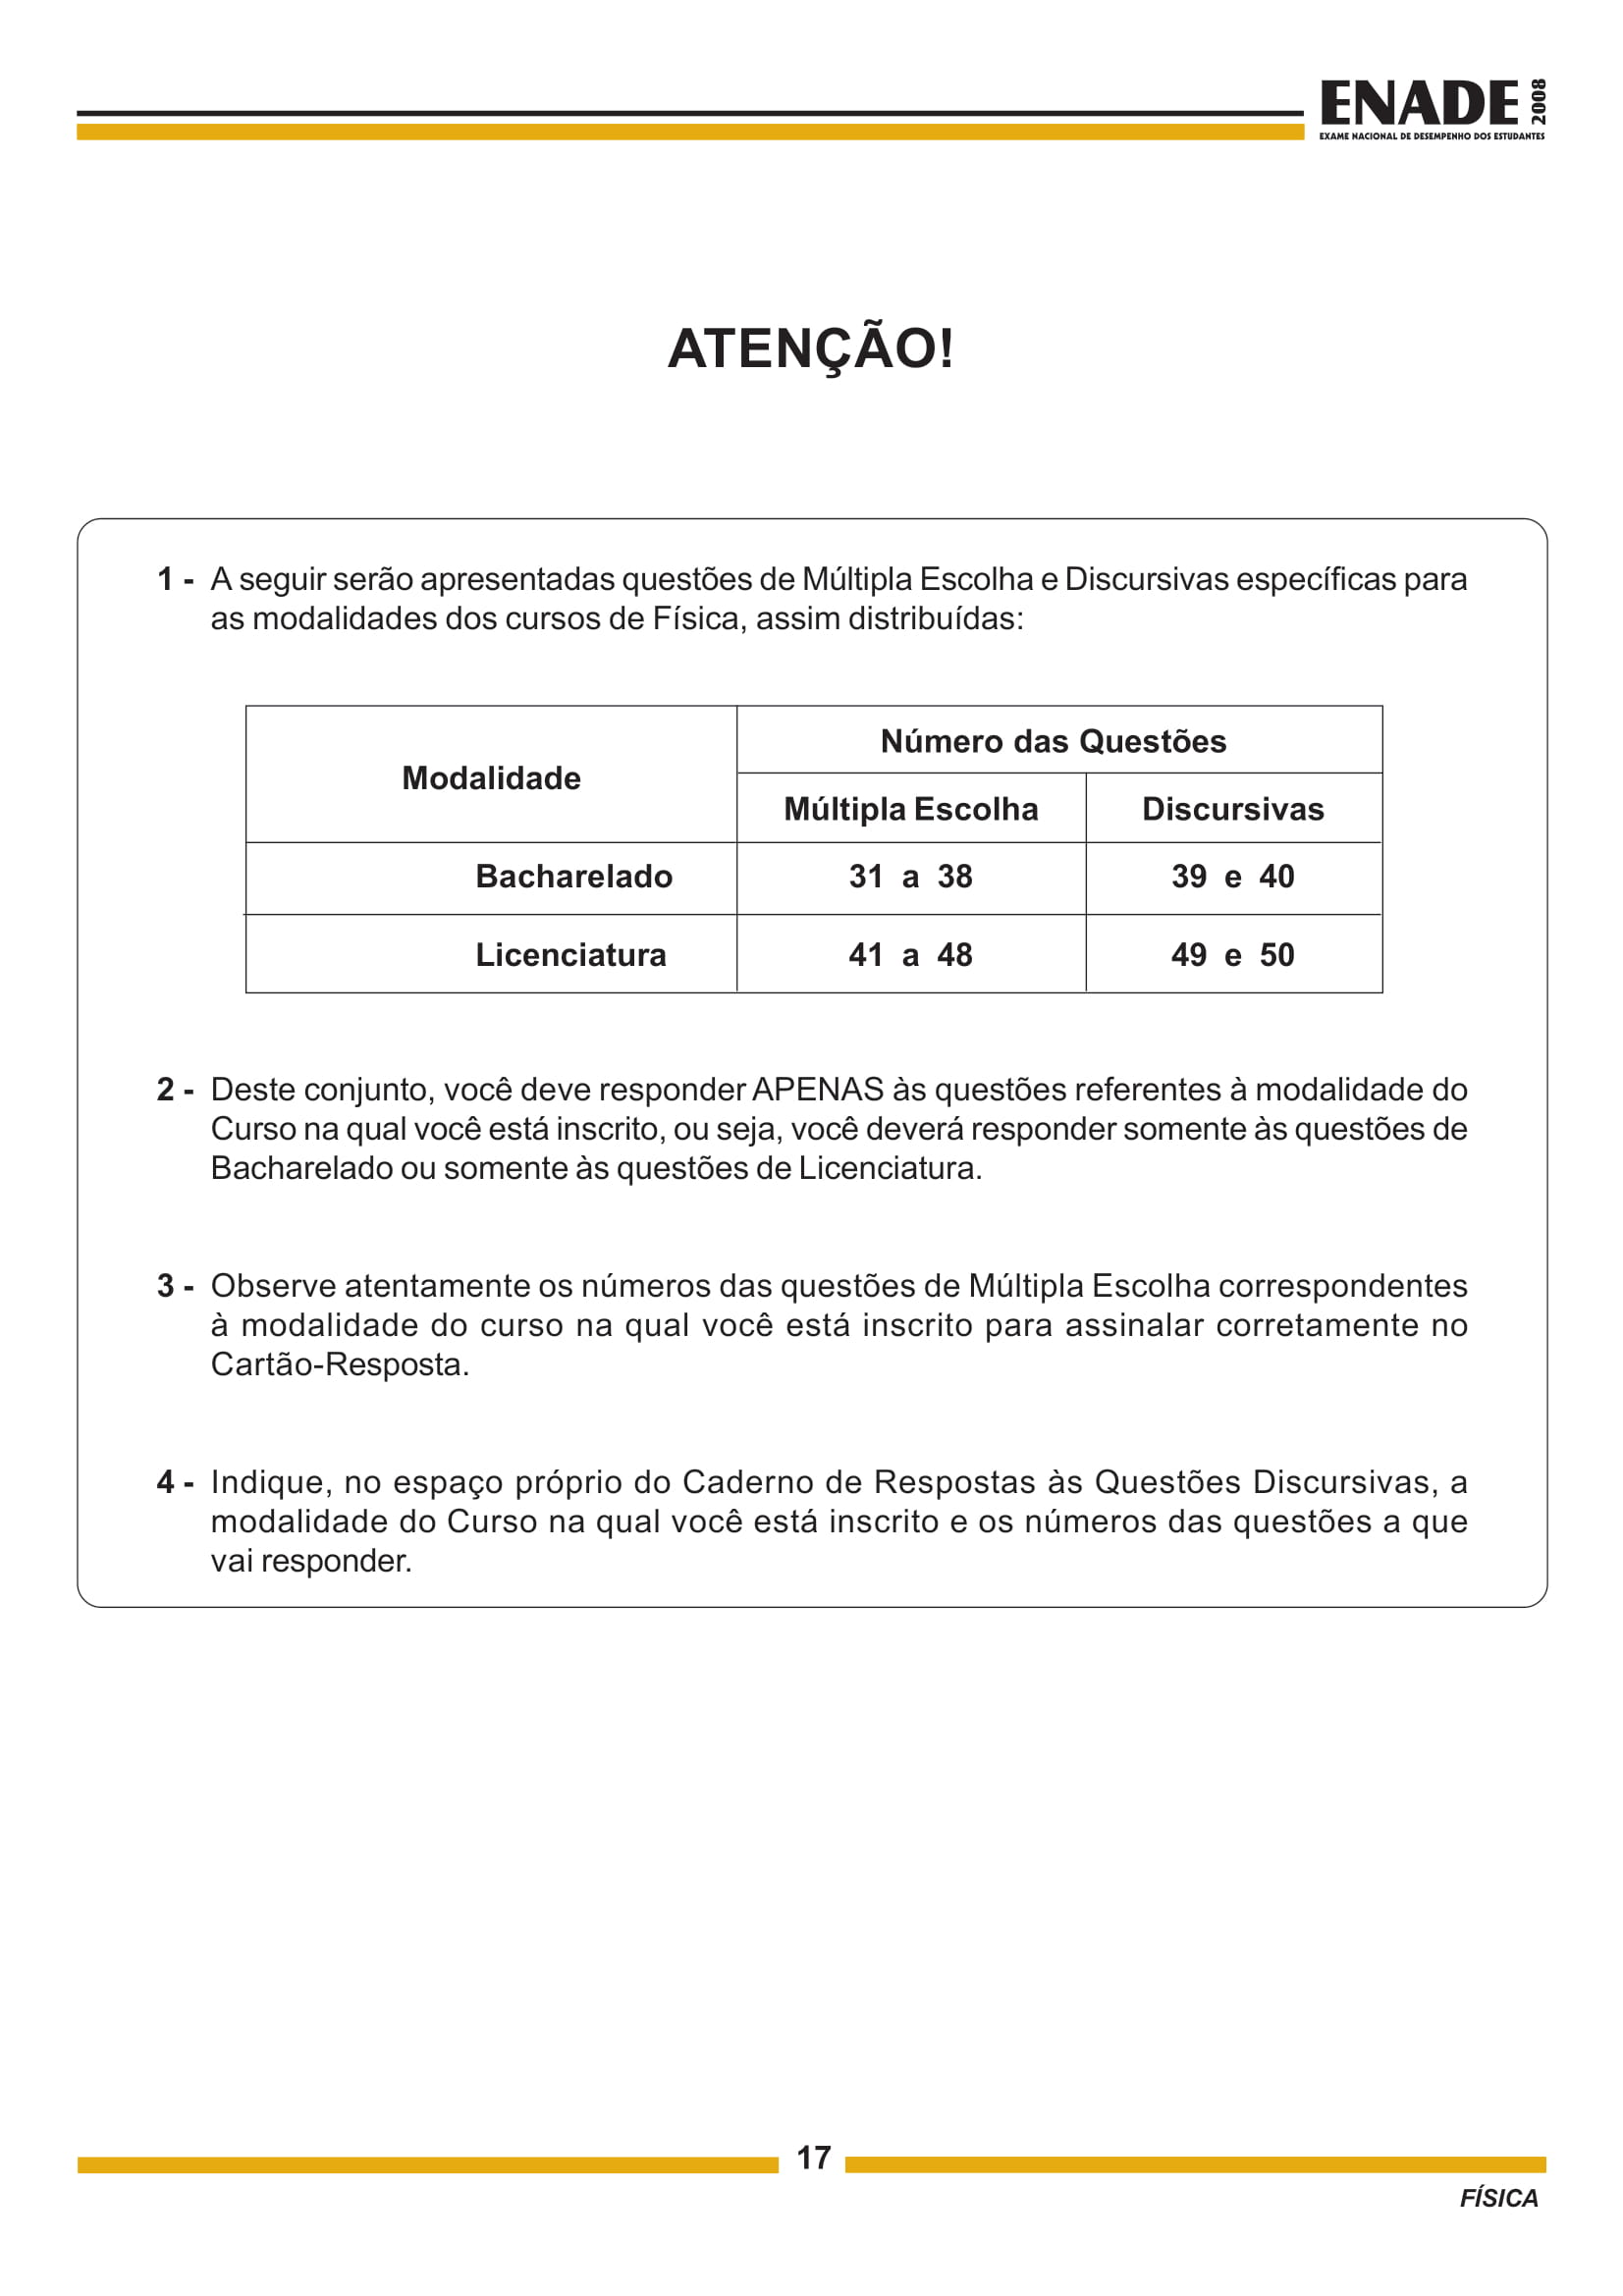 ENADE 2008
EXAME NACIONAL DE DESEMPENHO DOS ESTUDANTES
ATENÇÃO!
1 - A seguir serão apresentadas questões de Múltipla Escolha e Discursivas específicas para
as modalidades dos cursos de Física, assim distribuídas:
Modalidade
Número das Questões
Múltipla Escolha Discursivas
Bacharelado 31 a 38 39 e 40
Licenciatura 41 a 48 49 e 50
2 - Deste conjunto, você deve responder APENAS às questões referentes à modalidade do
Curso na qual você está inscrito, ou seja, você deverá responder somente às questões de
Bacharelado ou somente às questões de Licenciatura.
3 - Observe atentamente os números das questões de Múltipla Escolha correspondentes
à modalidade do curso na qual você está inscrito para assinalar corretamente no
Cartão-Resposta.
4 - Indique, no espaço próprio do Caderno de Respostas às Questões Discursivas, a
modalidade do Curso na qual você está inscrito e os números das questões a que
vai responder.
17
FÍSICA